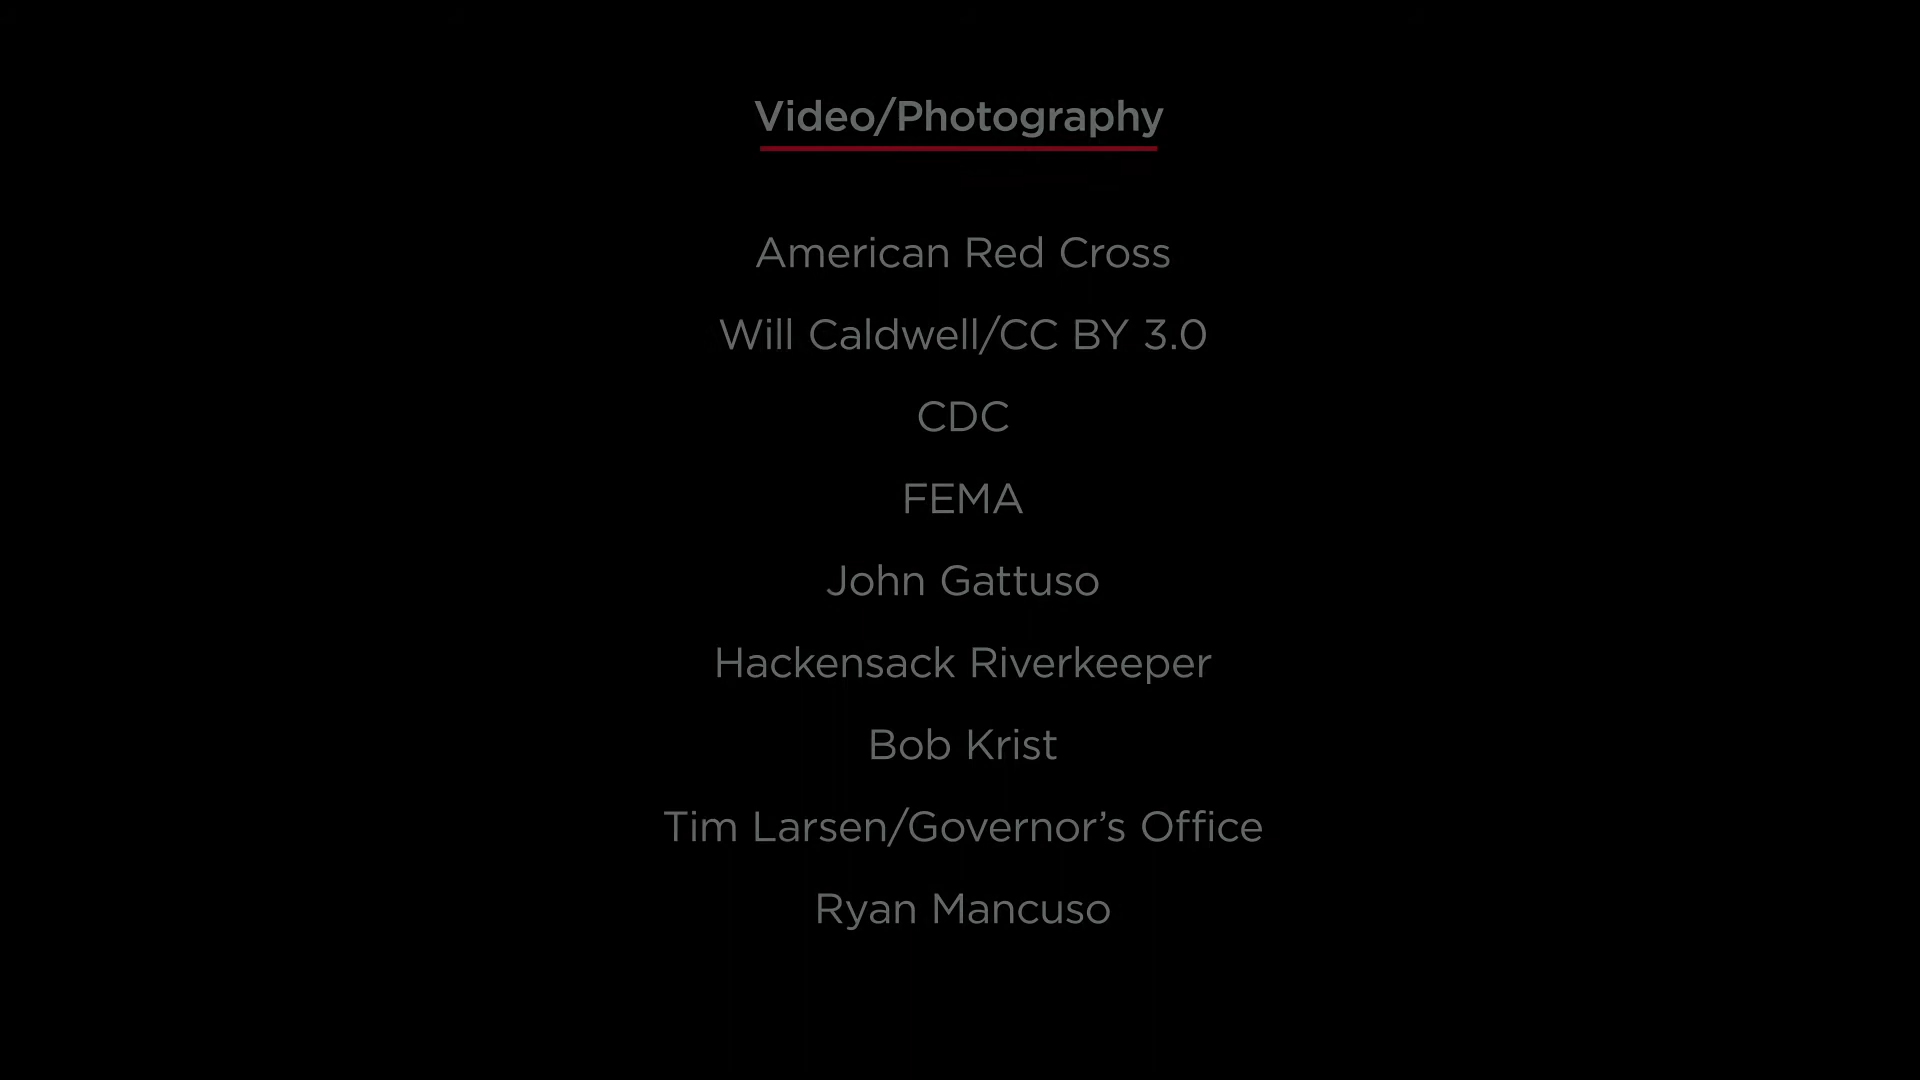 Video/Photography
American Red Cross
Will Caldwell/CC BY 3.0
CDC
FEMA
John Gattuso
Hackensack Riverkeeper
Bob Krist
Tim Larsen/Governor’s Office
Ryan Mancuso